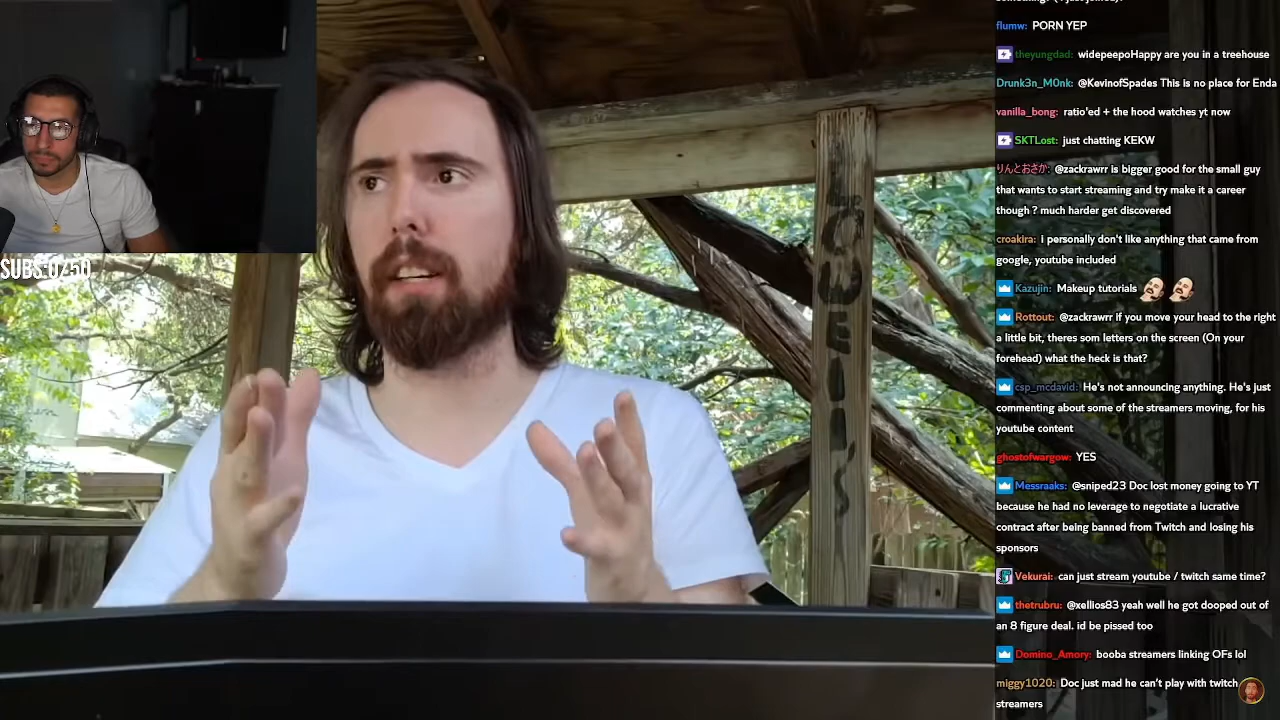 flumw: PORN YEP
theyungdad: widepeepoHappy are you in a treehouse
Drunk3n_M0nk: @KevinofSpades This is no place for Enda
vanilla_bong: ratio'ed + the hood watches yt now
SKTLost: just chatting KEKW
りんとおざか: @zackrawrr is bigger good for the small guy
that wants to start streaming and try make it a career
though ? much harder get discovered
croakira: I personally don't like anything that came from
google, youtube included
Kazujin: Makeup tutorials
Rottout: @zackrawrr If you move your head to the right
a little bit, theres som letters on the screen (On your
forehead) what the heck is that?
csp_mcdavid: He's not announcing anything. He's just
commenting about some of the streamers moving, for his
youtube content
ghostofwargow: YES
Messraaks: @sniped23 Doc lost money going to YT
because he had no leverage to negotiate a lucrative
contract after being banned from Twitch and losing his
sponsors
Vekurai: can just stream youtube / twitch same time?
thetrubru: @xellios83 yeah well he got dooped out of
an 8 figure deal. id be pissed too
Domino_Amory: booba streamers linking OFs lol
miggy1020: Doc just mad he can't play with twitch
streamers